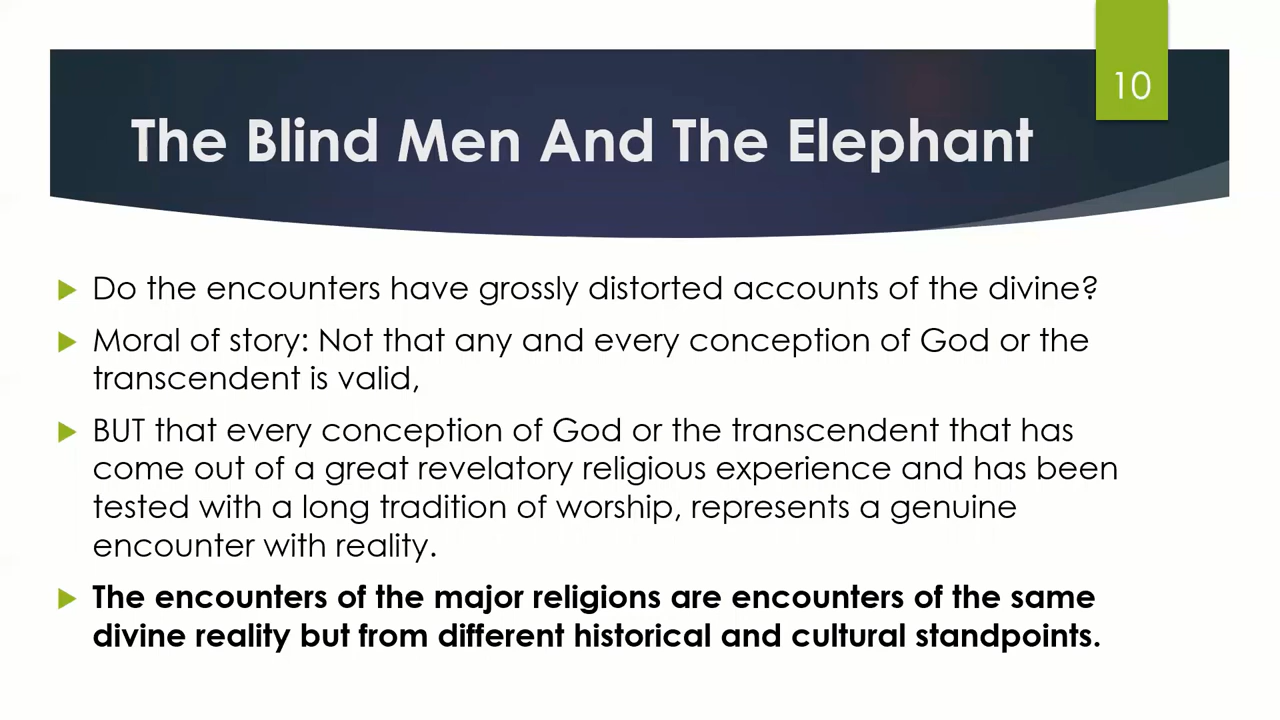 10
The Blind Men And The Elephant
Do the encounters have grossly distorted accounts of the divine?
Moral of story: Not that any and every conception of God or the
transcendent is valid,
BUT that every conception of God or the transcendent that has
come out of a great revelatory religious experience and has been
tested with a long tradition of worship, represents a genuine
encounter with reality.
The encounters of the major religions are encounters of the same
divine reality but from different historical and cultural standpoints.